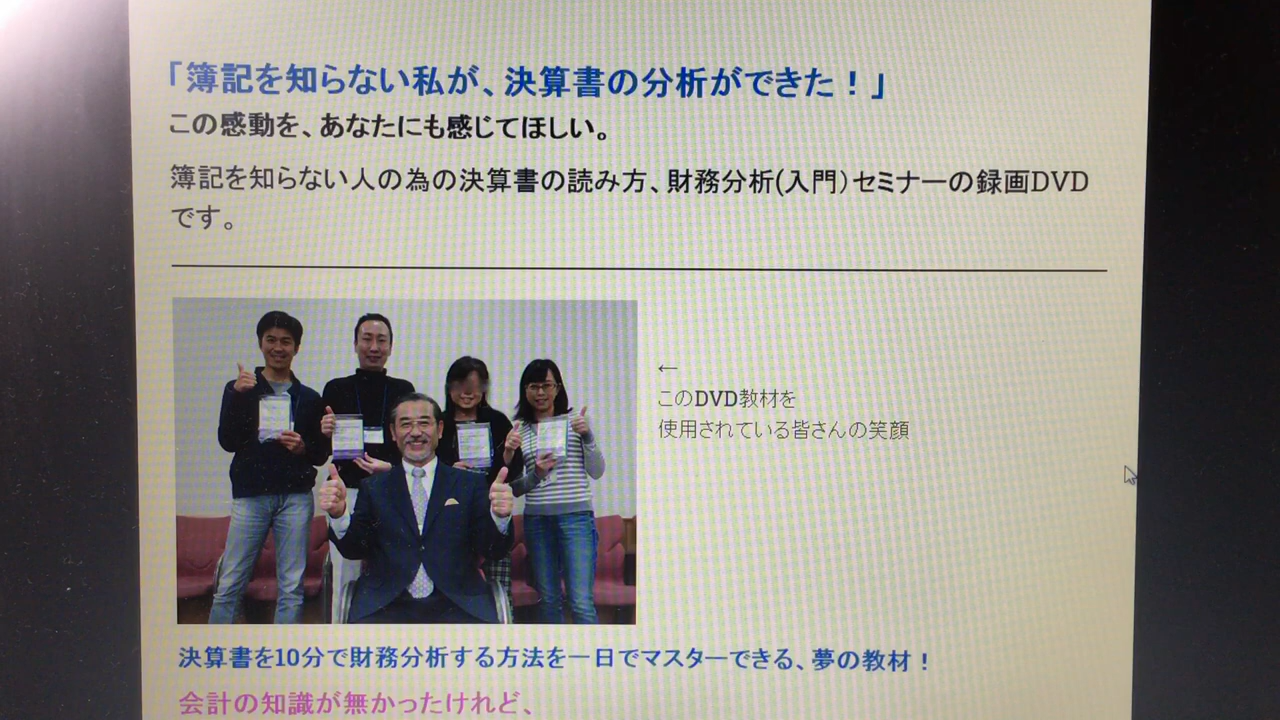 「簿記を知らない私が、決算書の分析ができた！」
この感動を、あなたにも感じてほしい。
簿記を知らない人の為の決算書の読み方、財務分析(入門）セミナーの録画DVD
です。
←
このDVD教材を
使用されている皆さんの笑顔
決算書を10分で財務分析する方法を一日でマスターできる、夢の教材！
会計の知識が無かったけれど、